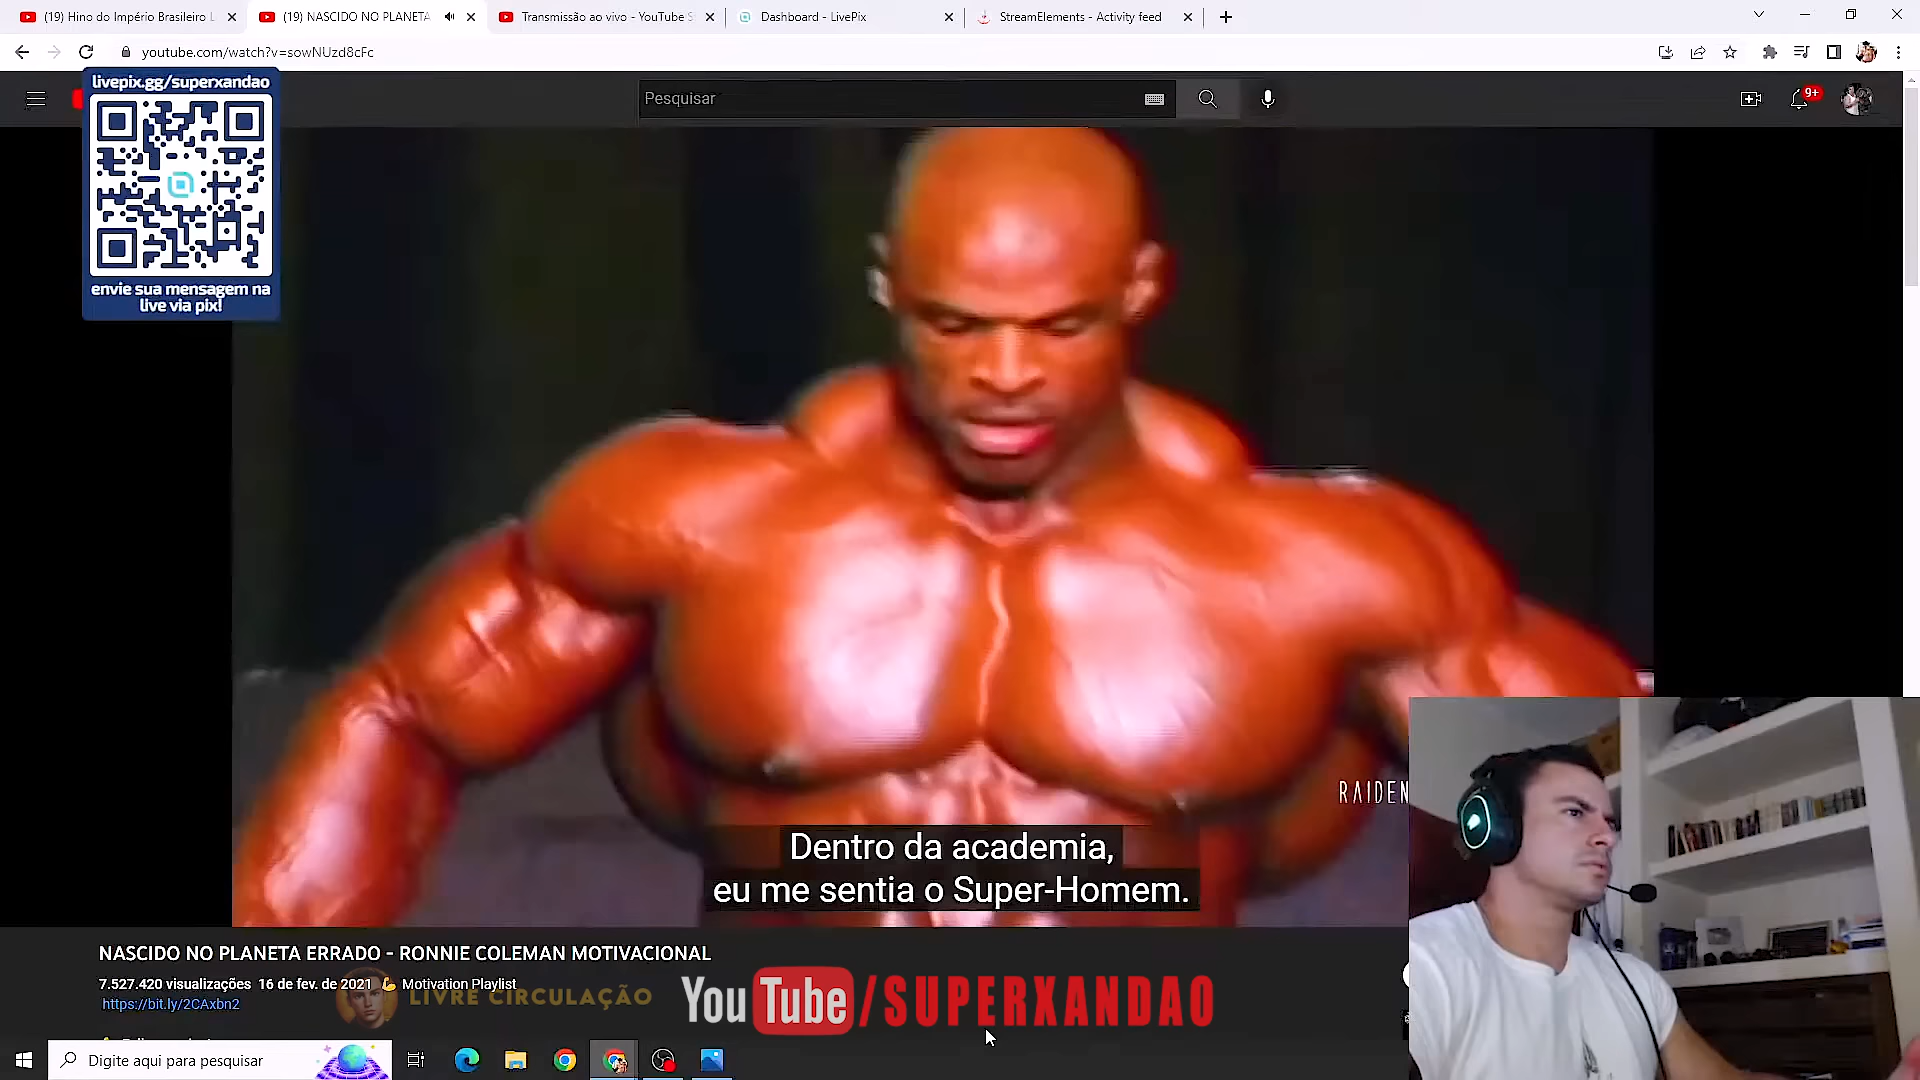 (19) Hino do Império Brasileiro L
(19) NASCIDO NO PLANETA
Transmissão ao vivo - YouTube S
Dashboard - LivePix
StreamElements - Activity feed
youtube.com/watch?v=sowNUzd8cFc
livepix.gg/superxandao
Pesquisar
9+
envie sua mensagem na
live via pix!
RAIDEN
Dentro da academia,
eu me sentia o Super-Homem.
NASCIDO NO PLANETA ERRADO - RONNIE COLEMAN MOTIVACIONAL
7.527.420 visualizações 16 de fev. de 2021 💪 Motivation Playlist
https://bit.ly/2CAxbn2
LIVRE CIRCULAÇÃO
YouTube/SUPERXANDAO
Digite aqui para pesquisar